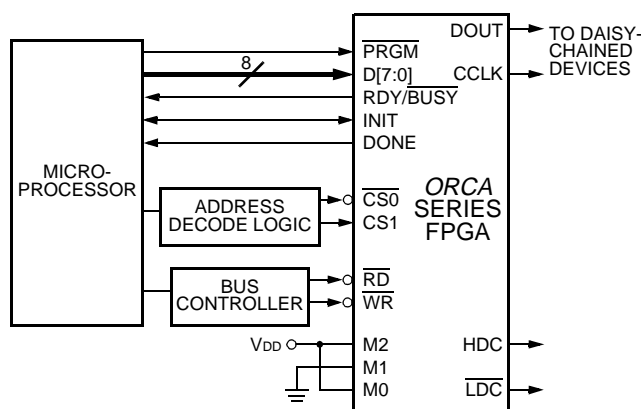 MICRO-
PROCESSOR
8
ADDRESS
DECODE LOGIC
BUS
CONTROLLER
VDD
PRGM
D[7:0]
RDY/BUSY
INIT
DONE
CS0
CS1
RD
WR
M2
M1
M0
ORCA
SERIES
FPGA
DOUT
CCLK
HDC
LDC
TO DAISY-
CHAINED
DEVICES